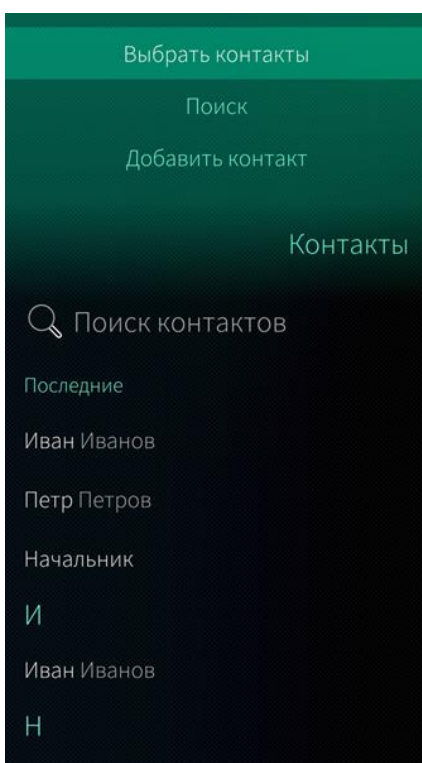 Выбрать контакты
Поиск
Добавить контакт
Контакты
Поиск контактов
Последние
Иван Иванов
Петр Петров
Начальник
И
Иван Иванов
Н